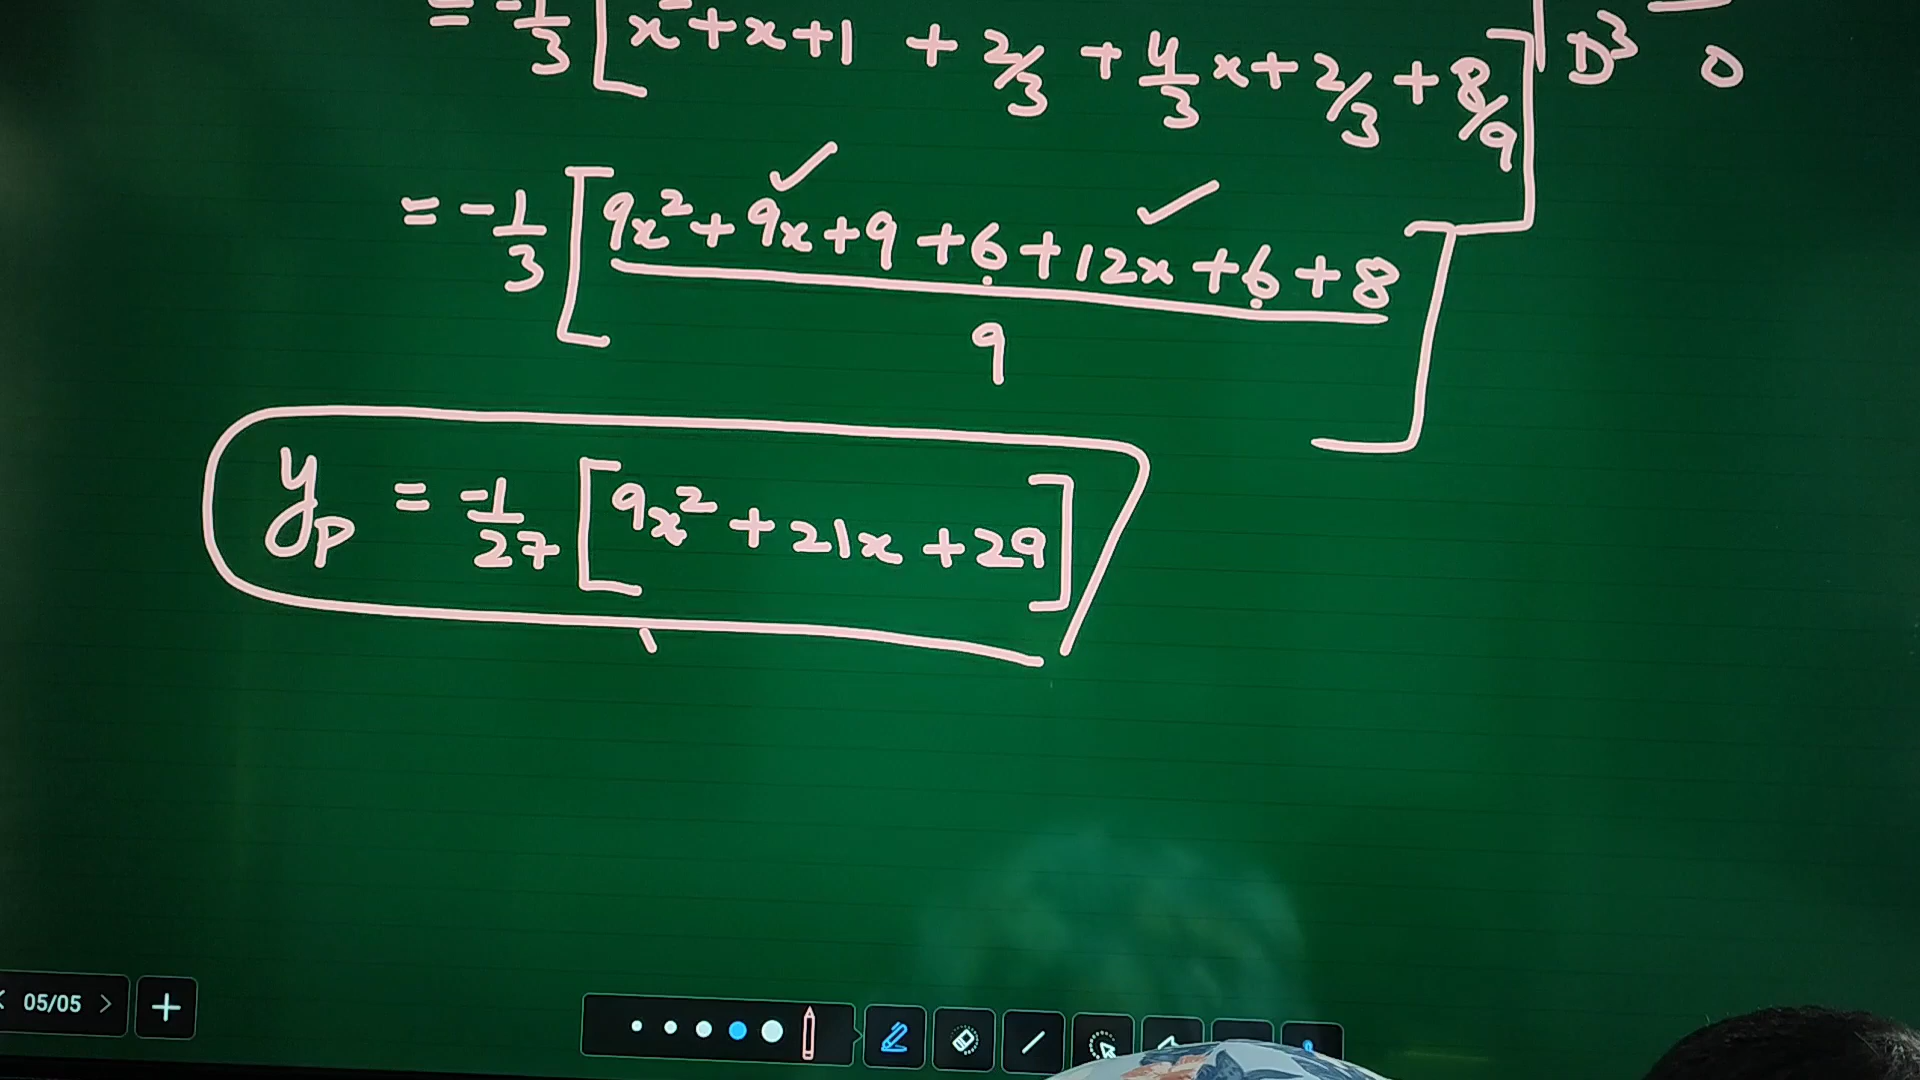 = -1/3 [x² + x + 1 + 2/3 + 4/3 x + 2/3 + 8/9] D³ 0
= -1/3 [9x² + 9x + 9 + 6 + 12x + 6 + 8 / 9]
yp = -1/27 [9x² + 21x + 29]
05/05